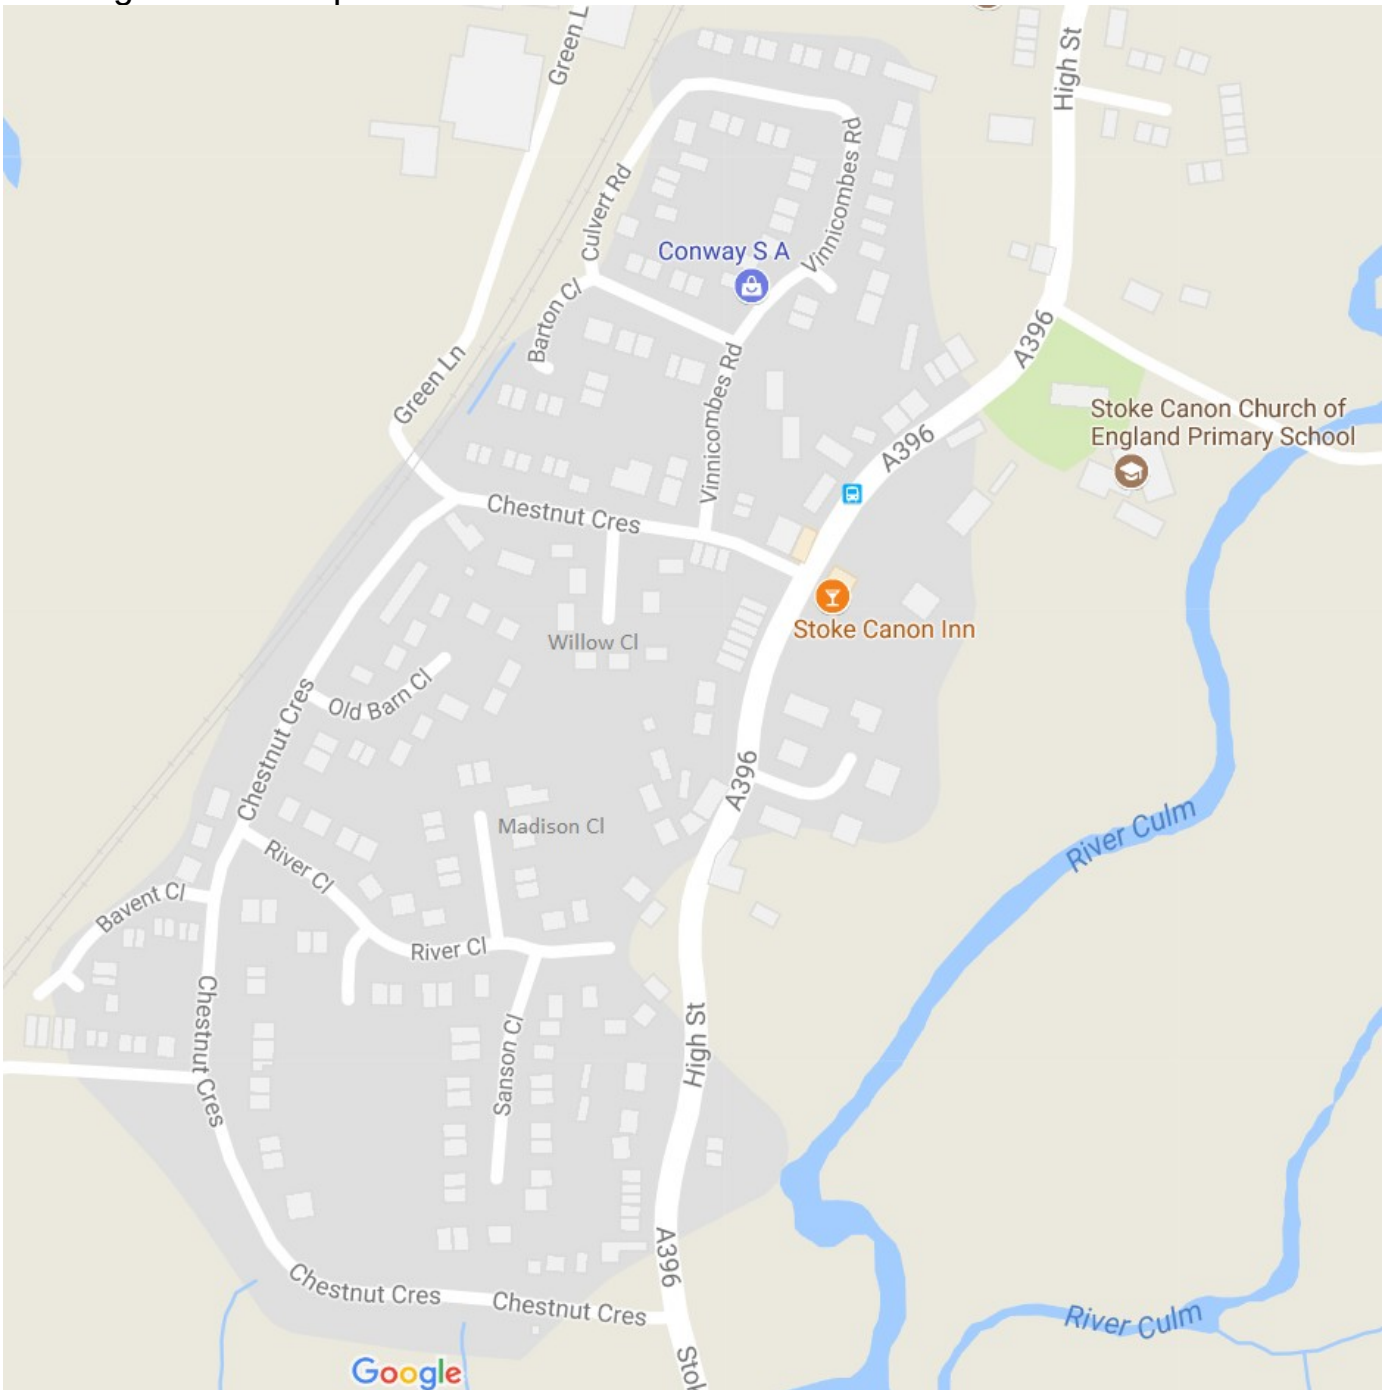 Green L
High St
Culvert Rd
Vinnicombes Rd
Conway S A
Barton Cl
A396
Green Ln
Vinnicombes Rd
Stoke Canon Church of
England Primary School
A396
Chestnut Cres
Stoke Canon Inn
Willow Cl
Old Barn Cl
Chestnut Cres
A396
Madison Cl
River Culm
River Cl
Bavent Cl
River Cl
Chestnut Cres
High St
Sanson Cl
A396
Chestnut Cres
Chestnut Cres
River Culm
Google
Stok